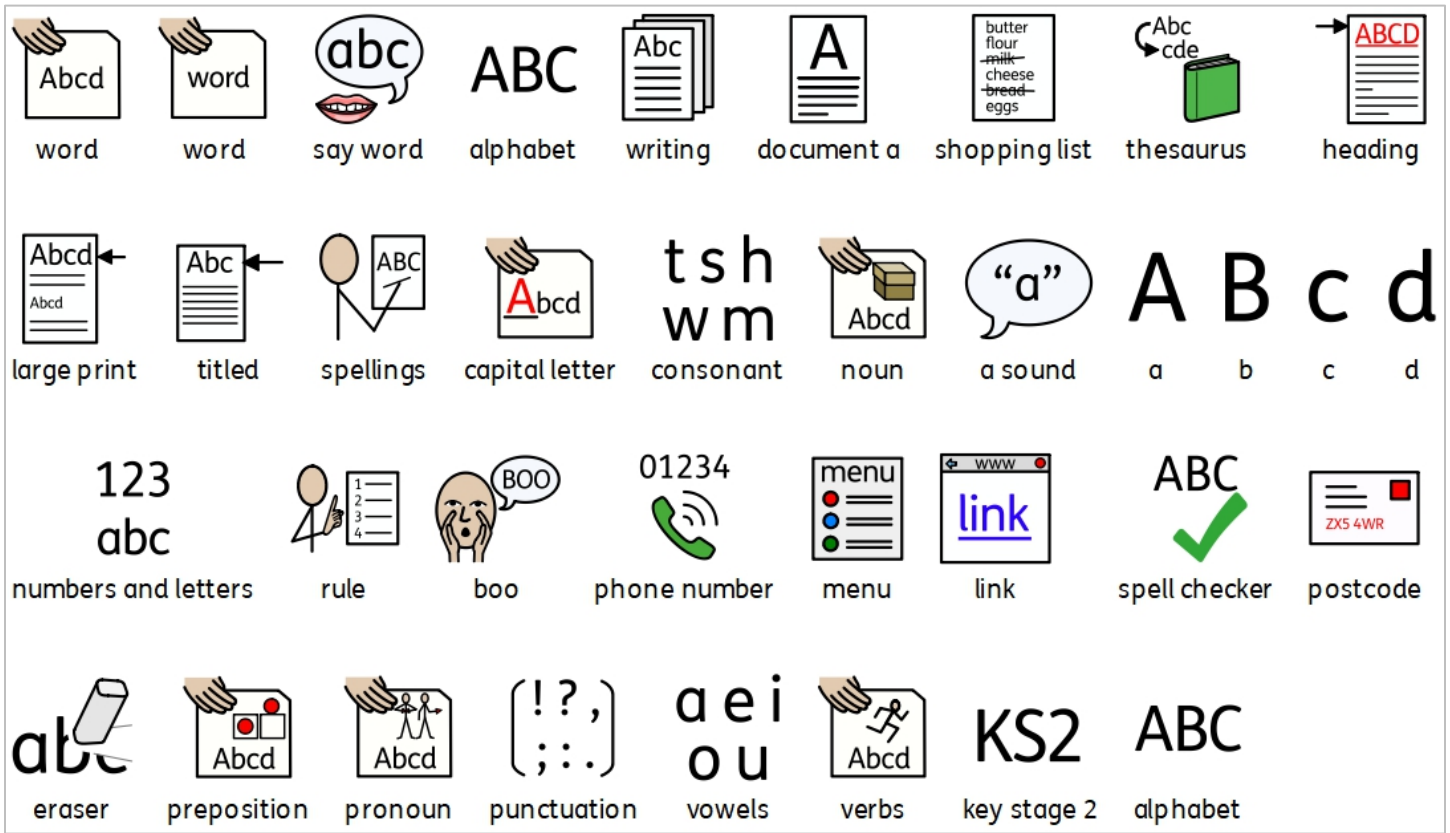 Abcd
word
abc
ABC
Abc
A
butter
flour
milk
cheese
bread
eggs
Abc
cde
ABCD
word word say word alphabet writing document a shopping list thesaurus heading
Abcd
Abcd
Abc
ABC
Abcd
t s h
w m
Abcd
“a”
A B c d
large print titled spellings capital letter consonant noun a sound a b c d
123
abc
1
2
3
4
BOO
01234
menu
www
link
ABC
ZX5 4WR
numbers and letters rule boo phone number menu link spell checker postcode
abc
Abcd
Abcd
! ? ,
; : .
a e i
o u
Abcd
KS2
ABC
eraser preposition pronoun punctuation vowels verbs key stage 2 alphabet